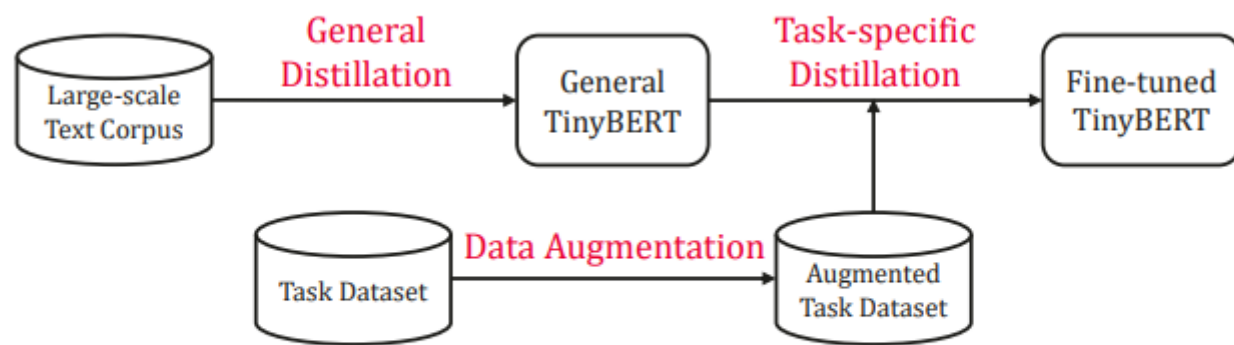 General
Distillation
Task-specific
Distillation
Large-scale
Text Corpus
General
TinyBERT
Fine-tuned
TinyBERT
Data Augmentation
Task Dataset
Augmented
Task Dataset